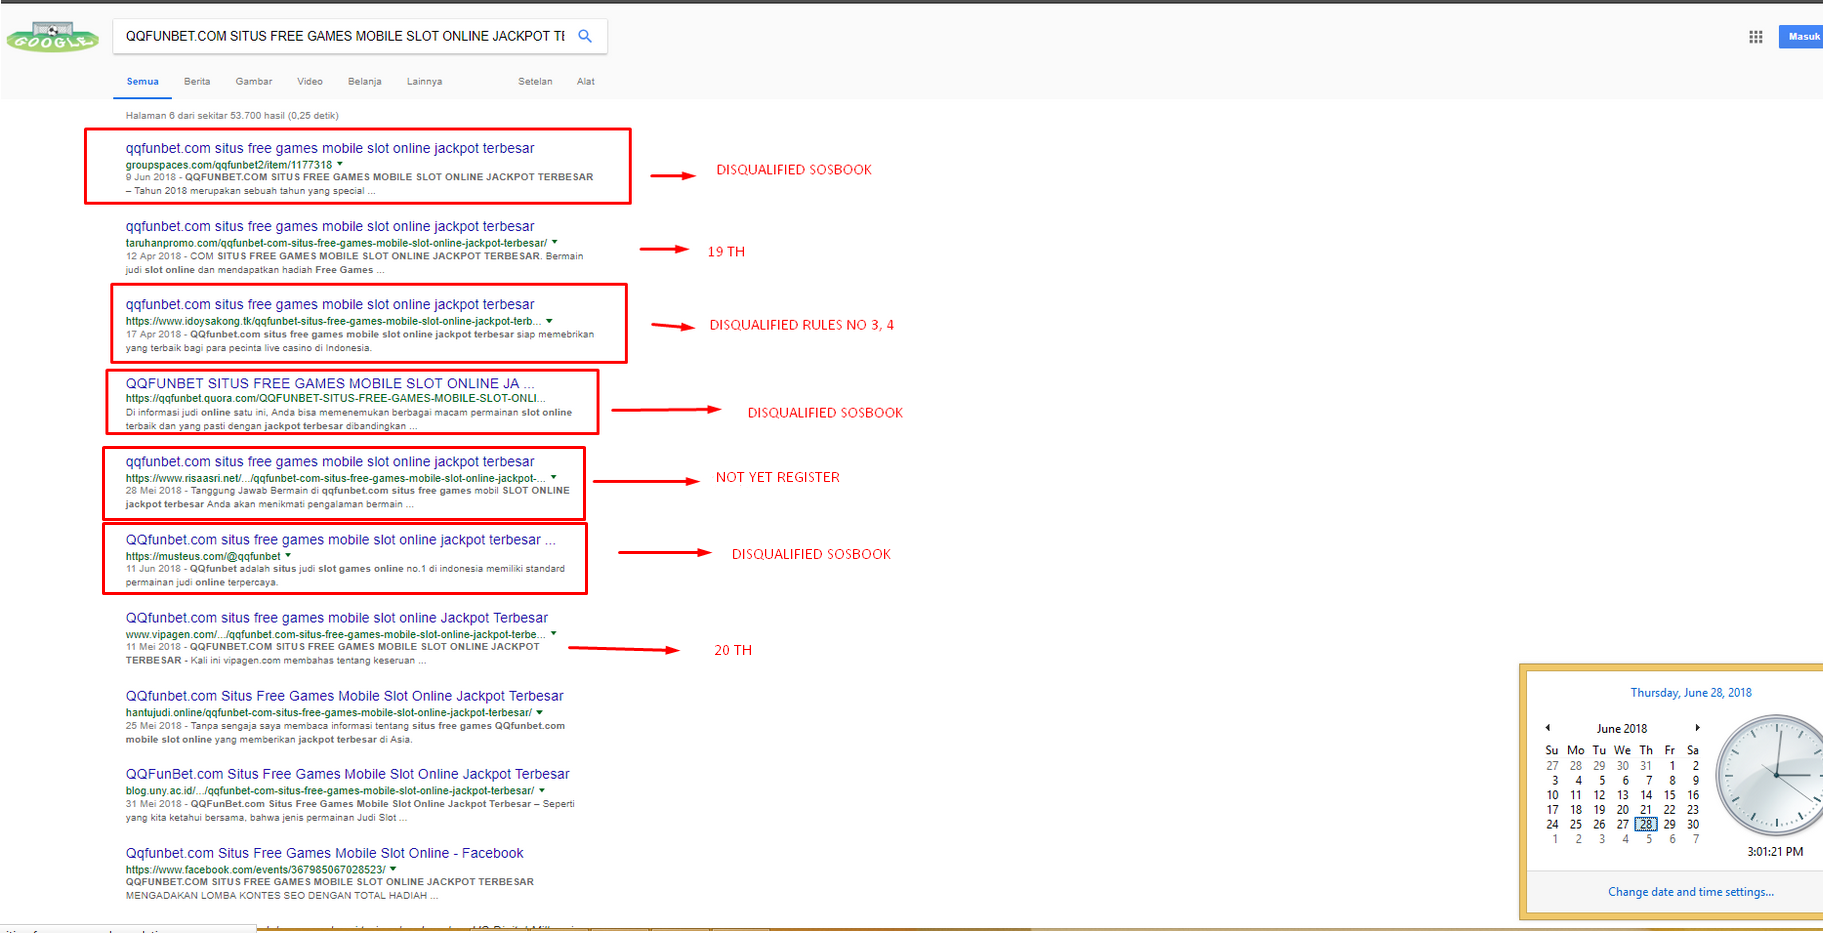 GOOGLE
QQFUNBET.COM SITUS FREE GAMES MOBILE SLOT ONLINE JACKPOT TE
Masuk
Semua Berita Gambar Video Belanja Lainnya Setelan Alat
Halaman 6 dari sekitar 53.700 hasil (0,25 detik)
qqfunbet.com situs free games mobile slot online jackpot terbesar
groupspaces.com/qqfunbet2/item/1177318
9 Jun 2018 - QQFUNBET.COM SITUS FREE GAMES MOBILE SLOT ONLINE JACKPOT TERBESAR
– Tahun 2018 merupakan sebuah tahun yang special ...
DISQUALIFIED SOSBOOK
qqfunbet.com situs free games mobile slot online jackpot terbesar
taruhanpromo.com/qqfunbet-com-situs-free-games-mobile-slot-online-jackpot-terbesar/
12 Apr 2018 - COM SITUS FREE GAMES MOBILE SLOT ONLINE JACKPOT TERBESAR. Bermain
judi slot online dan mendapatkan hadiah Free Games ...
19 TH
qqfunbet.com situs free games mobile slot online jackpot terbesar
https://www.idoysakong.tk/qqfunbet-situs-free-games-mobile-slot-online-jackpot-terb...
17 Apr 2018 - QQfunbet.com situs free games mobile slot online jackpot terbesar siap memebrikan
yang terbaik bagi para pecinta live casino di Indonesia.
DISQUALIFIED RULES NO 3, 4
QQFUNBET SITUS FREE GAMES MOBILE SLOT ONLINE JA ...
https://qqfunbet.quora.com/QQFUNBET-SITUS-FREE-GAMES-MOBILE-SLOT-ONLI...
Di informasi judi online satu ini, Anda bisa memenemukan berbagai macam permainan slot online
terbaik dan yang pasti dengan jackpot terbesar dibandingkan ...
DISQUALIFIED SOSBOOK
qqfunbet.com situs free games mobile slot online jackpot terbesar
https://www.risaasri.net/.../qqfunbet-com-situs-free-games-mobile-slot-online-jackpot-...
28 Mei 2018 - Tanggung Jawab Bermain di qqfunbet.com situs free games mobil SLOT ONLINE
jackpot terbesar Anda akan menikmati pengalaman bermain ...
NOT YET REGISTER
QQfunbet.com situs free games mobile slot online jackpot terbesar ...
https://musteus.com/@qqfunbet
11 Jun 2018 - QQfunbet adalah situs judi slot games online no.1 di indonesia memiliki standard
permainan judi online terpercaya.
DISQUALIFIED SOSBOOK
QQfunbet.com situs free games mobile slot online Jackpot Terbesar
www.vipagen.com/.../qqfunbet.com-situs-free-games-mobile-slot-online-jackpot-terbe...
11 Mei 2018 - QQFUNBET.COM SITUS FREE GAMES MOBILE SLOT ONLINE JACKPOT
TERBESAR - Kali ini vipagen.com membahas tentang keseruan ...
20 TH
QQfunbet.com Situs Free Games Mobile Slot Online Jackpot Terbesar
hantujudi.online/qqfunbet-com-situs-free-games-mobile-slot-online-jackpot-terbesar/
25 Mei 2018 - Tanpa sengaja saya membaca informasi tentang situs free games QQfunbet.com
mobile slot online yang memberikan jackpot terbesar di Asia.
QQFunBet.com Situs Free Games Mobile Slot Online Jackpot Terbesar
blog.uny.ac.id/.../qqfunbet-com-situs-free-games-mobile-slot-online-jackpot-terbesar/
31 Mei 2018 - QQFunBet.com Situs Free Games Mobile Slot Online Jackpot Terbesar – Seperti
yang kita ketahui bersama, bahwa jenis permainan Judi Slot ...
Qqfunbet.com Situs Free Games Mobile Slot Online - Facebook
https://www.facebook.com/events/367985067028523/
QQFUNBET.COM SITUS FREE GAMES MOBILE SLOT ONLINE JACKPOT TERBESAR
MENGADAKAN LOMBA KONTES SEO DENGAN TOTAL HADIAH ...
Thursday, June 28, 2018
June 2018
Su Mo Tu We Th Fr Sa
27 28 29 30 31 1 2
3 4 5 6 7 8 9
10 11 12 13 14 15 16
17 18 19 20 21 22 23
24 25 26 27 28 29 30
1 2 3 4 5 6 7
3:01:21 PM
Change date and time settings...